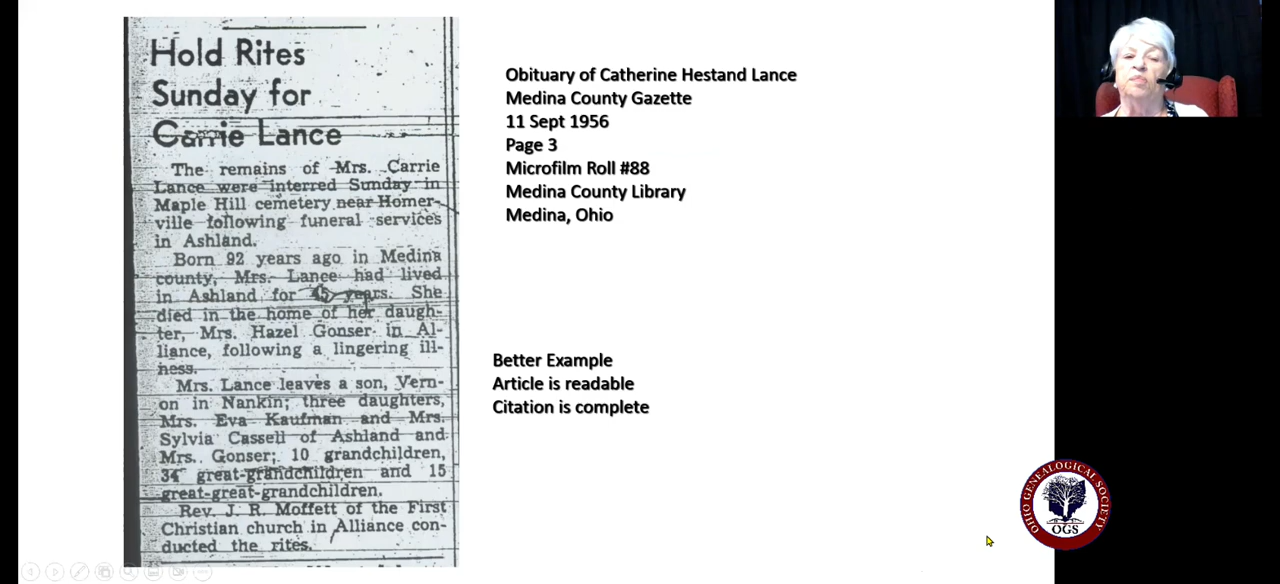 Hold Rites
Sunday for
Carrie Lance
The remains of Mrs. Carrie
Lance were interred Sunday in
Maple Hill cemetery near Homer-
ville following funeral services
in Ashland.
Born 92 years ago in Medina
county, Mrs. Lance had lived
in Ashland for 45 years. She
died in the home of her daugh-
ter, Mrs. Hazel Gonser in Al-
liance, following a lingering ill-
ness.
Mrs. Lance leaves a son, Vern-
on in Nankin; three daughters,
Mrs. Eva Kaufman and Mrs.
Sylvia Cassell of Ashland and
Mrs. Gonser; 10 grandchildren,
34 great-grandchildren and 15
great-great-grandchildren.
Rev. J. R. Moffett of the First
Christian church in Alliance con-
ducted the rites.
Obituary of Catherine Hestand Lance
Medina County Gazette
11 Sept 1956
Page 3
Microfilm Roll #88
Medina County Library
Medina, Ohio
Better Example
Article is readable
Citation is complete
OHIO GENEALOGICAL SOCIETY
OGS